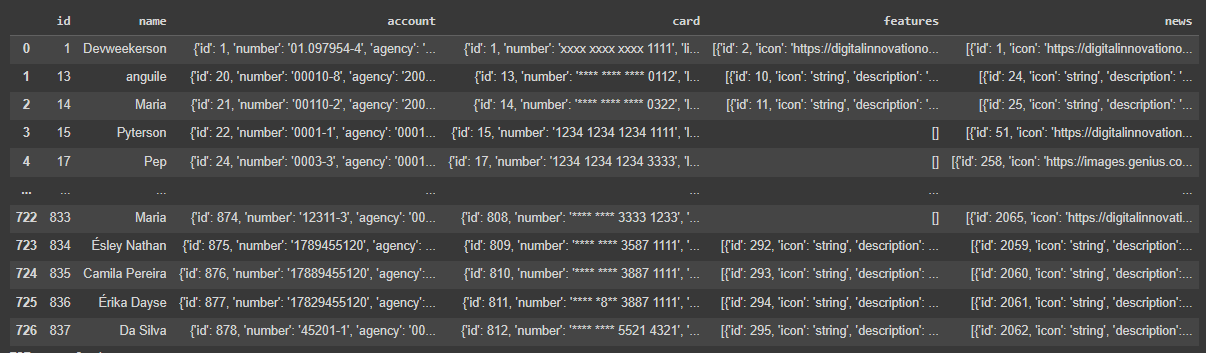 id name account card features news
0 1 Devweekerson {'id': 1, 'number': '01.097954-4', 'agency': '... {'id': 1, 'number': 'xxxx xxxx xxxx 1111', 'li... [{'id': 2, 'icon': 'https://digitalinnovationo... [{'id': 1, 'icon': 'https://digitalinnovationo...
1 13 anguile {'id': 20, 'number': '00010-8', 'agency': '200... {'id': 13, 'number': '**** **** **** 0112', 'l... [{'id': 10, 'icon': 'string', 'description': '... [{'id': 24, 'icon': 'string', 'description': '...
2 14 Maria {'id': 21, 'number': '00110-2', 'agency': '200... {'id': 14, 'number': '**** **** **** 0322', 'l... [{'id': 11, 'icon': 'string', 'description': '... [{'id': 25, 'icon': 'string', 'description': '...
3 15 Pyterson {'id': 22, 'number': '0001-1', 'agency': '0001... {'id': 15, 'number': '1234 1234 1234 1111', 'l... [] [{'id': 51, 'icon': 'https://digitalinnovation...
4 17 Pep {'id': 24, 'number': '0003-3', 'agency': '0001... {'id': 17, 'number': '1234 1234 1234 3333', 'l... [] [{'id': 258, 'icon': 'https://images.genius.co...
... ... ... ... ... ... ...
722 833 Maria {'id': 874, 'number': '12311-3', 'agency': '00... {'id': 808, 'number': '**** **** 3333 1233', '... [] [{'id': 2065, 'icon': 'https://digitalinnovati...
723 834 Ésley Nathan {'id': 875, 'number': '1789455120', 'agency': ... {'id': 809, 'number': '**** **** 3587 1111', '... [{'id': 292, 'icon': 'string', 'description': ... [{'id': 2059, 'icon': 'string', 'description':...
724 835 Camila Pereira {'id': 876, 'number': '17889455120', 'agency':... {'id': 810, 'number': '**** **** 3887 1111', '... [{'id': 293, 'icon': 'string', 'description': ... [{'id': 2060, 'icon': 'string', 'description':...
725 836 Érika Dayse {'id': 877, 'number': '17829455120', 'agency':... {'id': 811, 'number': '**** *8** 3887 1111', '... [{'id': 294, 'icon': 'string', 'description': ... [{'id': 2061, 'icon': 'string', 'description':...
726 837 Da Silva {'id': 878, 'number': '45201-1', 'agency': '00... {'id': 812, 'number': '**** **** 5521 4321', '... [{'id': 295, 'icon': 'string', 'description': ... [{'id': 2062, 'icon': 'string', 'description':...